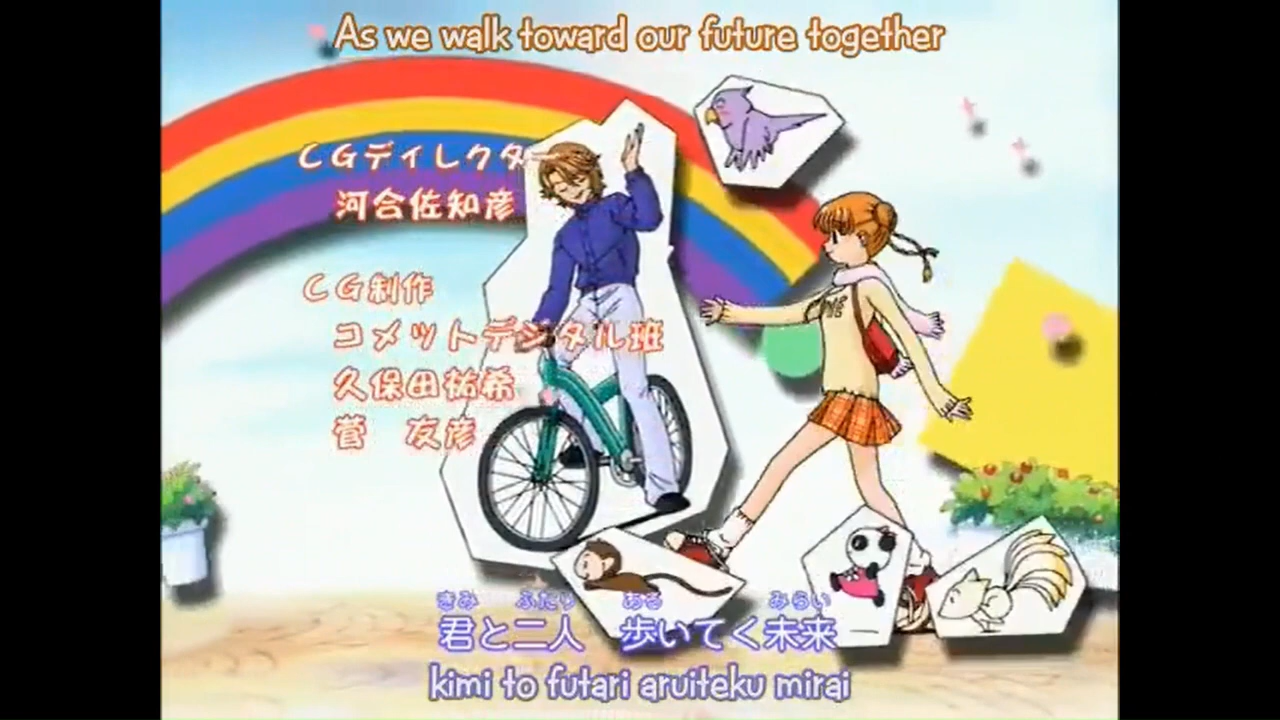 As we walk toward our future together
CGディレクター
河合佐知彦
CG制作
コメットデジタル班
久保田祐希
菅 友彦
きみ ふたり ある みらい
君と二人 歩いてく未来
kimi to futari aruiteku mirai